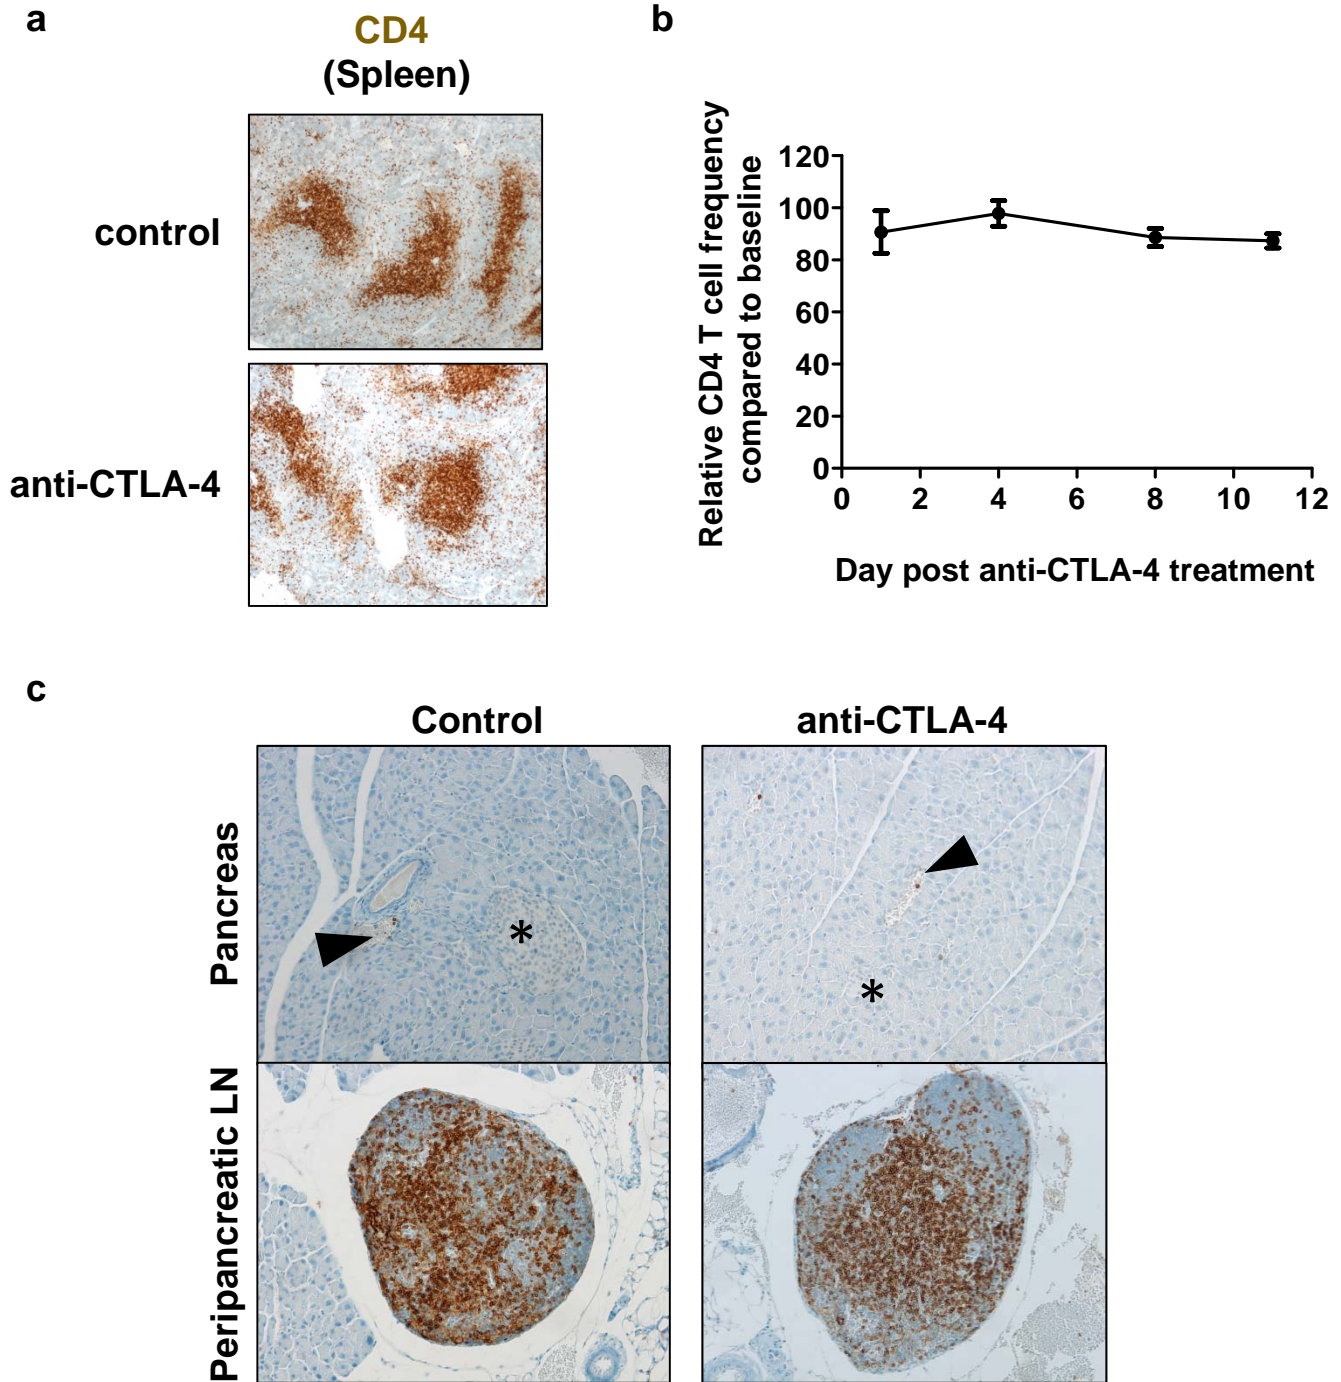 a
CD4
(Spleen)
control
anti-CTLA-4
b
Relative CD4 T cell frequency
compared to baseline
120
100
80
60
40
20
0
0 2 4 6 8 10 12
Day post anti-CTLA-4 treatment
c
Control anti-CTLA-4
Pancreas
*
*
Peripancreatic LN